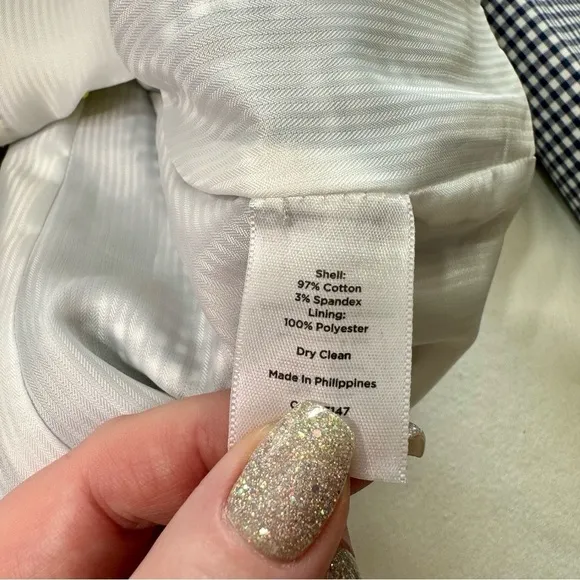 Shell:
97% Cotton
3% Spandex
Lining:
100% Polyester
Dry Clean
Made In Philippines